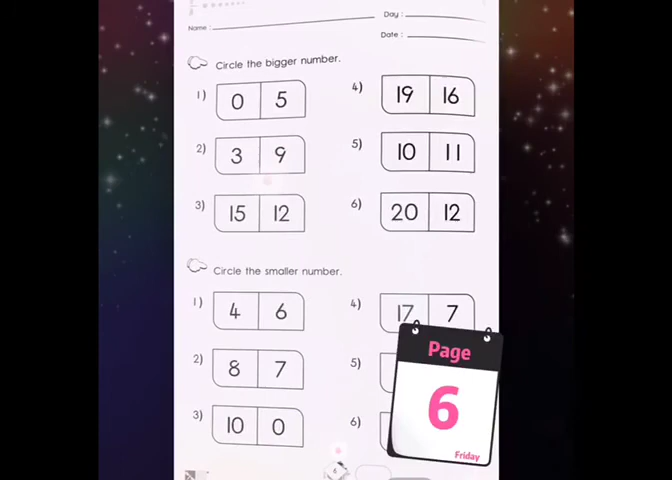 Name :
Day :
Date :
Circle the bigger number.
1) 0 5
2) 3 9
3) 15 12
4) 19 16
5) 10 11
6) 20 12
Circle the smaller number.
1) 4 6
2) 8 7
3) 10 0
4) 17 7
5)
6)
6
Page
6
Friday